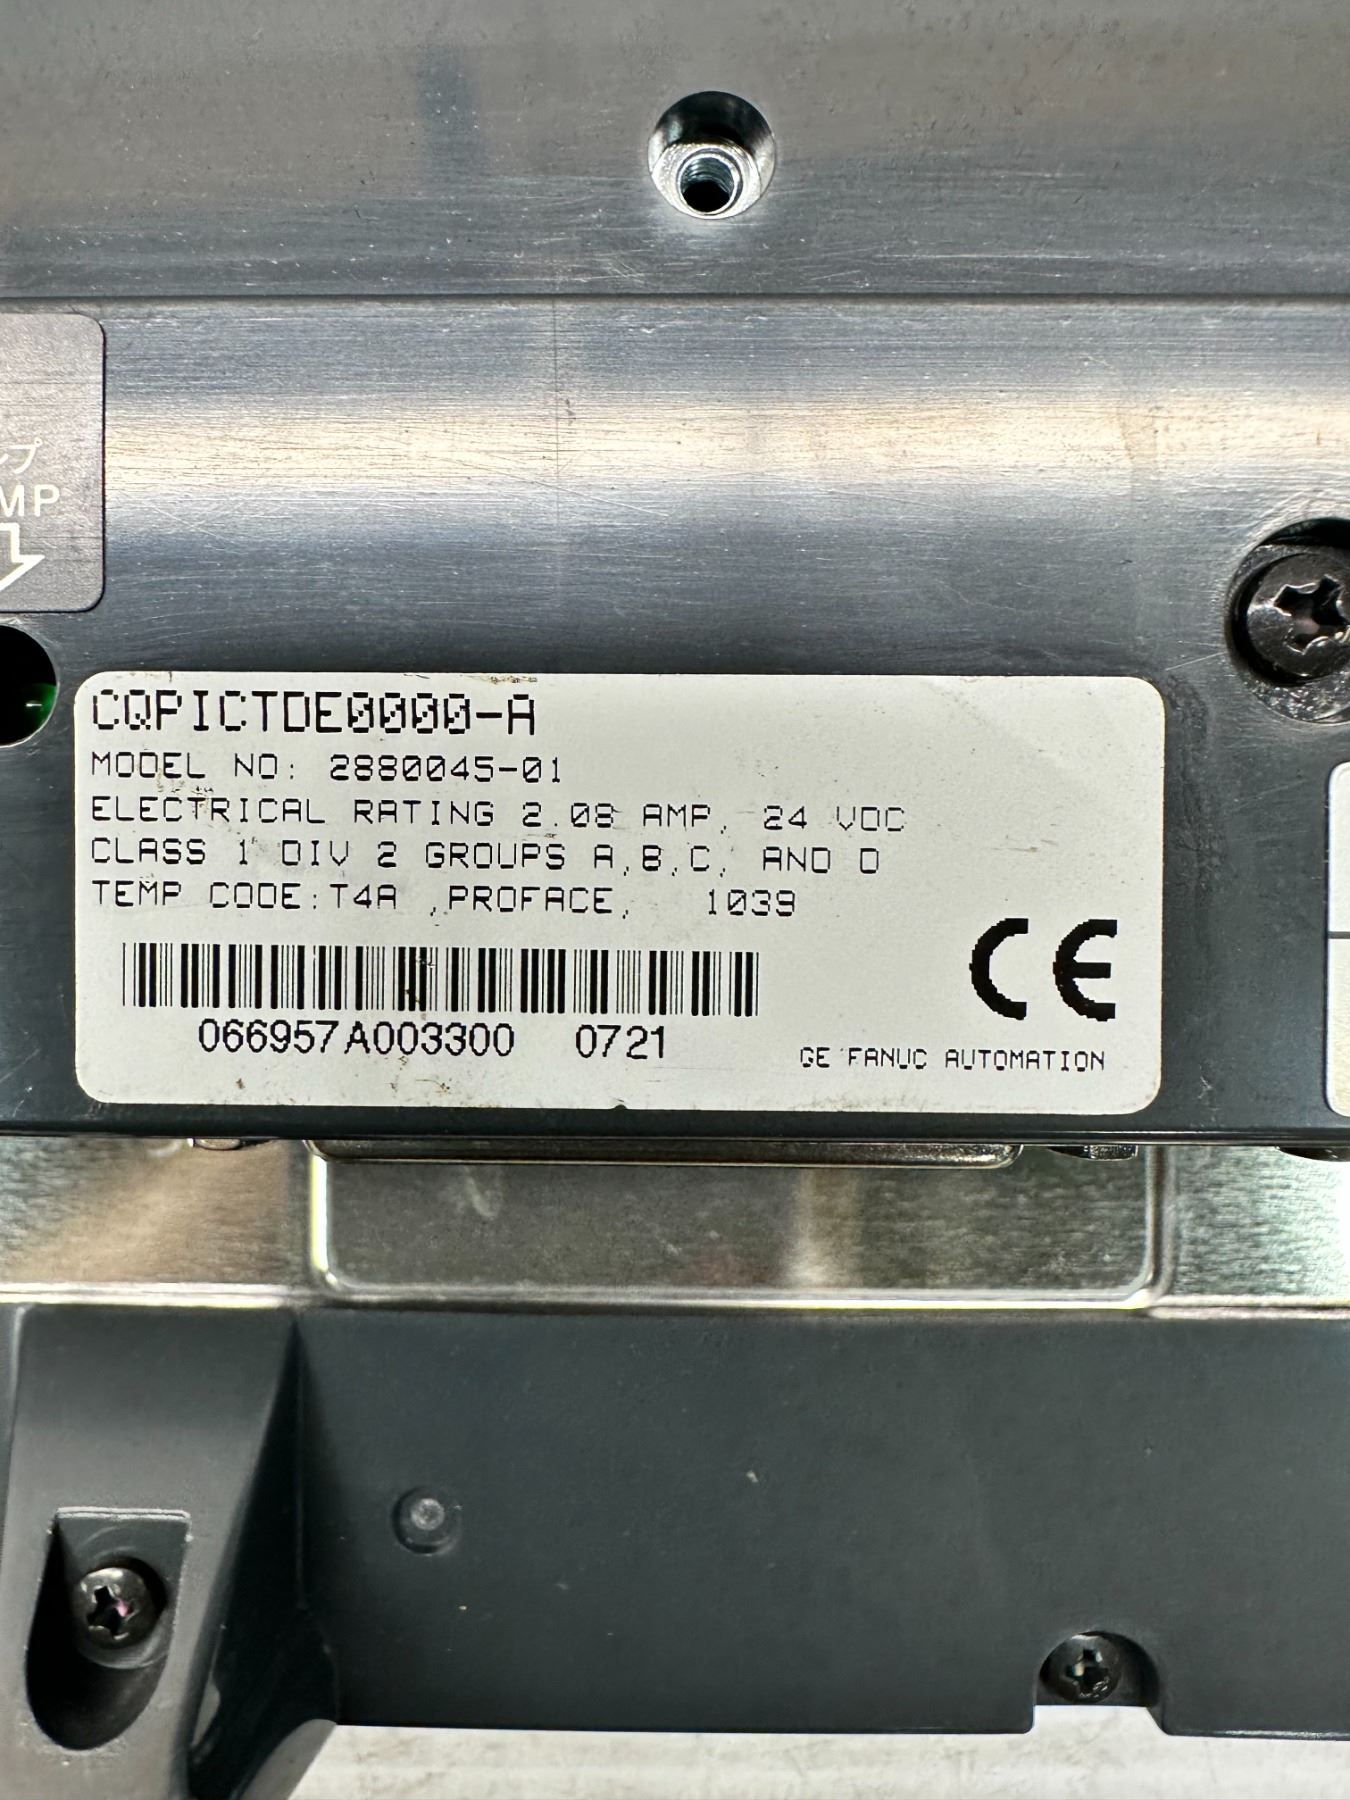 MP
CQPICTDE0000-A
MODEL NO: 2880045-01
ELECTRICAL RATING 2.08 AMP, 24 VDC
CLASS 1 DIV 2 GROUPS A,B,C, AND D
TEMP CODE:T4A ,PROFACE, 1039
066957A003300 0721
CE
GE FANUC AUTOMATION